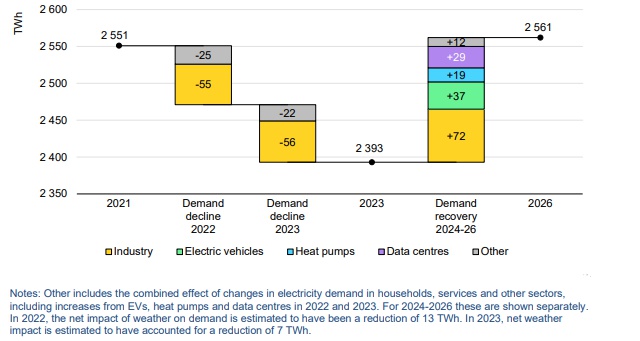 TWh
2 600
2 550
2 500
2 450
2 400
2 350
2 551
-25
-55
-22
-56
2 393
+12
+29
+19
+37
+72
2 561
2021
Demand
decline
2022
Demand
decline
2023
2023
Demand
recovery
2024-26
2026
Industry Electric vehicles Heat pumps Data centres Other
Notes: Other includes the combined effect of changes in electricity demand in households, services and other sectors,
including increases from EVs, heat pumps and data centres in 2022 and 2023. For 2024-2026 these are shown separately.
In 2022, the net impact of weather on demand is estimated to have been a reduction of 13 TWh. In 2023, net weather
impact is estimated to have accounted for a reduction of 7 TWh.